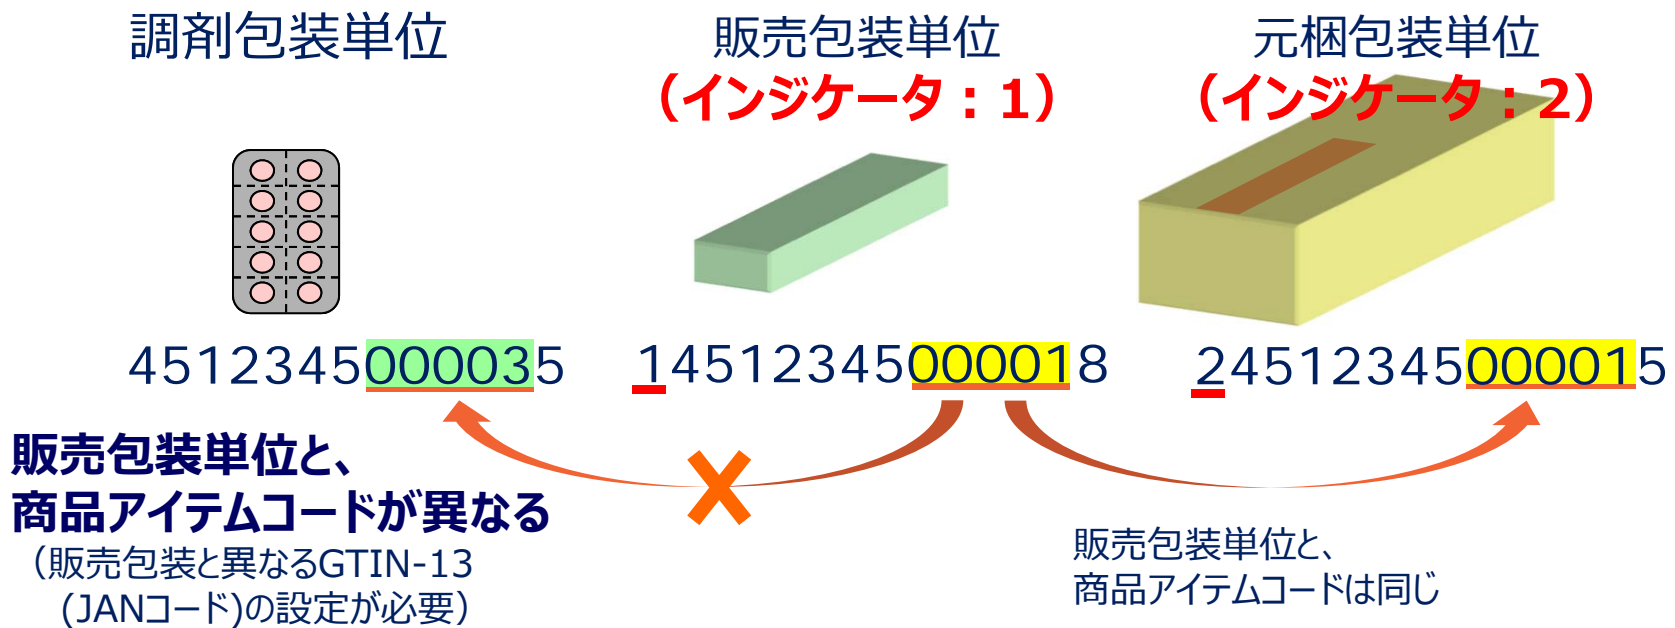 調剤包装単位
4512345000035
販売包装単位と、
商品アイテムコードが異なる
（販売包装と異なるGTIN-13
(JANコード)の設定が必要）
販売包装単位
（インジケータ：1）
14512345000018
元梱包装単位
（インジケータ：2）
24512345000015
販売包装単位と、
商品アイテムコードは同じ